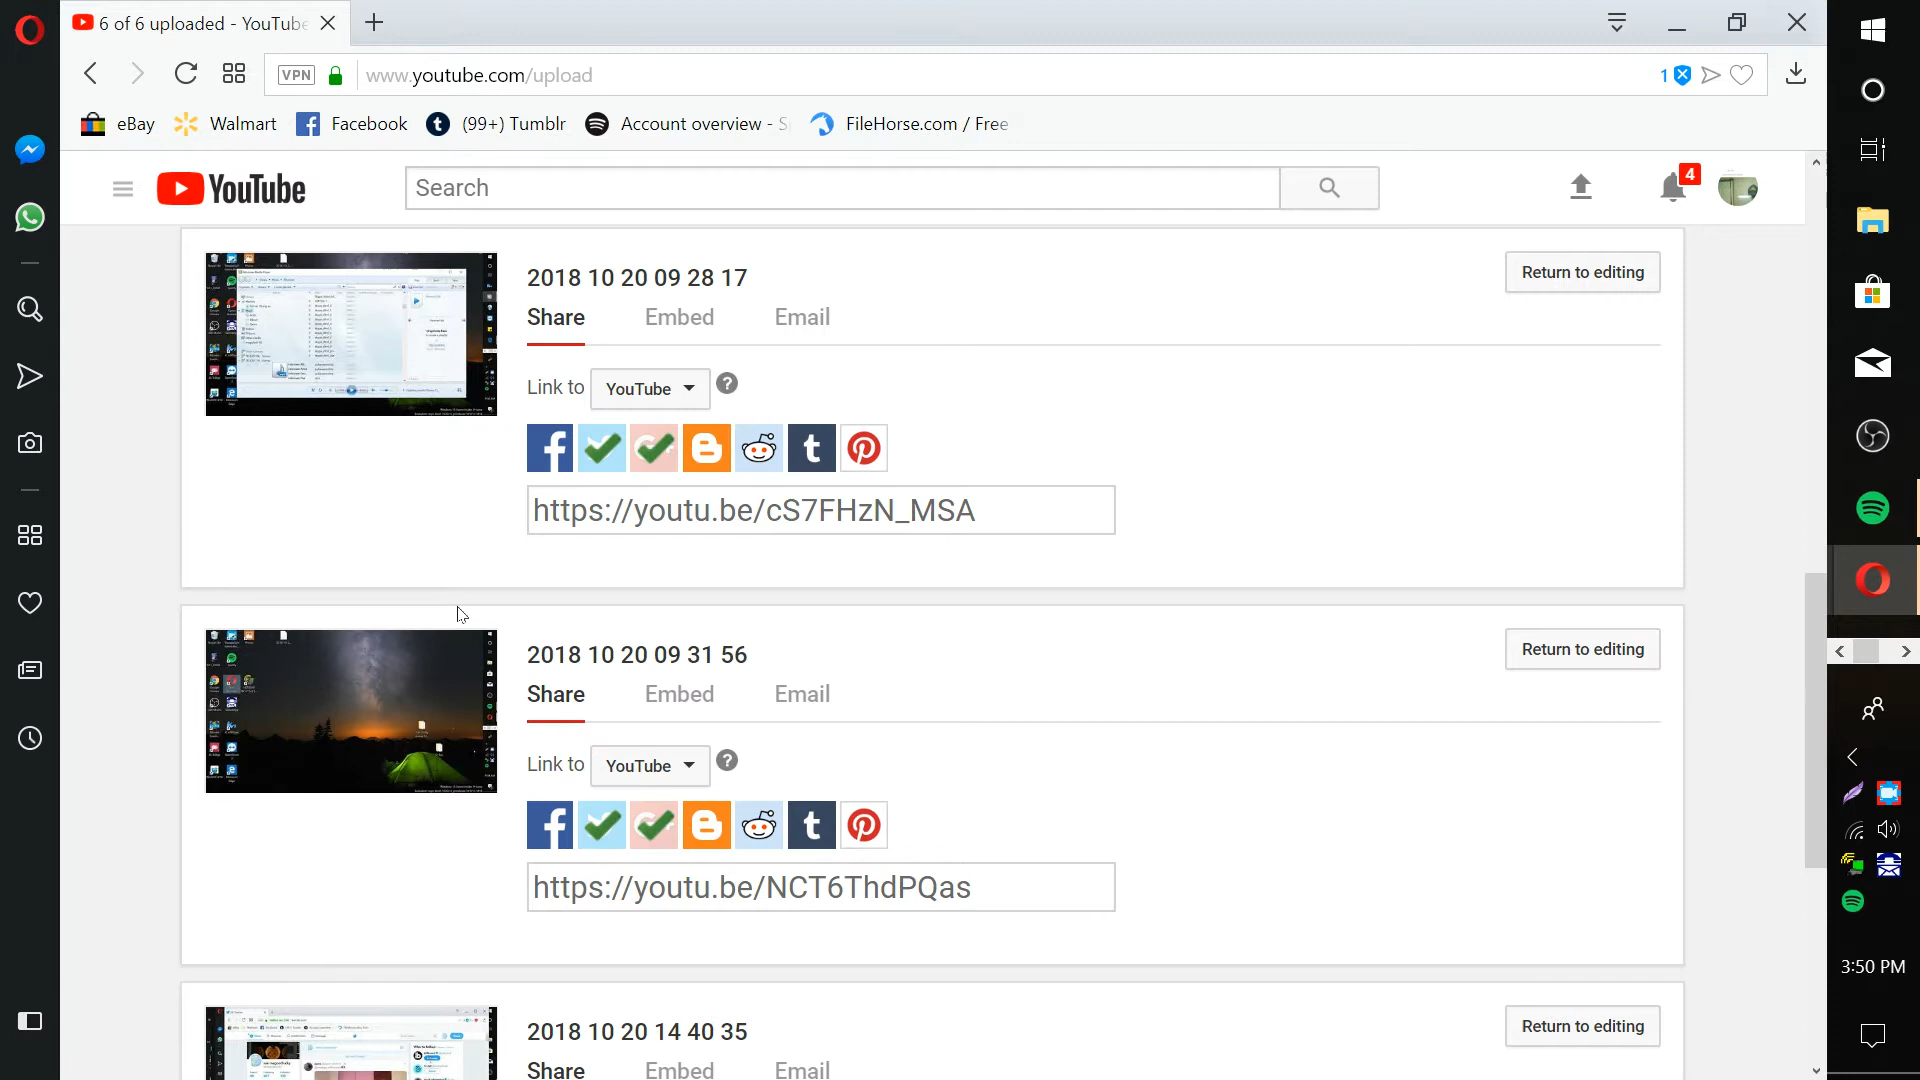 6 of 6 uploaded - YouTube
VPN www.youtube.com/upload 1
eBay Walmart Facebook (99+) Tumblr Account overview - S FileHorse.com / Free
YouTube Search 4
2018 10 20 09 28 17 Return to editing
Share Embed Email
Link to YouTube ?
https://youtu.be/cS7FHzN_MSA
2018 10 20 09 31 56 Return to editing
Share Embed Email
Link to YouTube ?
https://youtu.be/NCT6ThdPQas
3:50 PM
2018 10 20 14 40 35 Return to editing
Share Embed Email